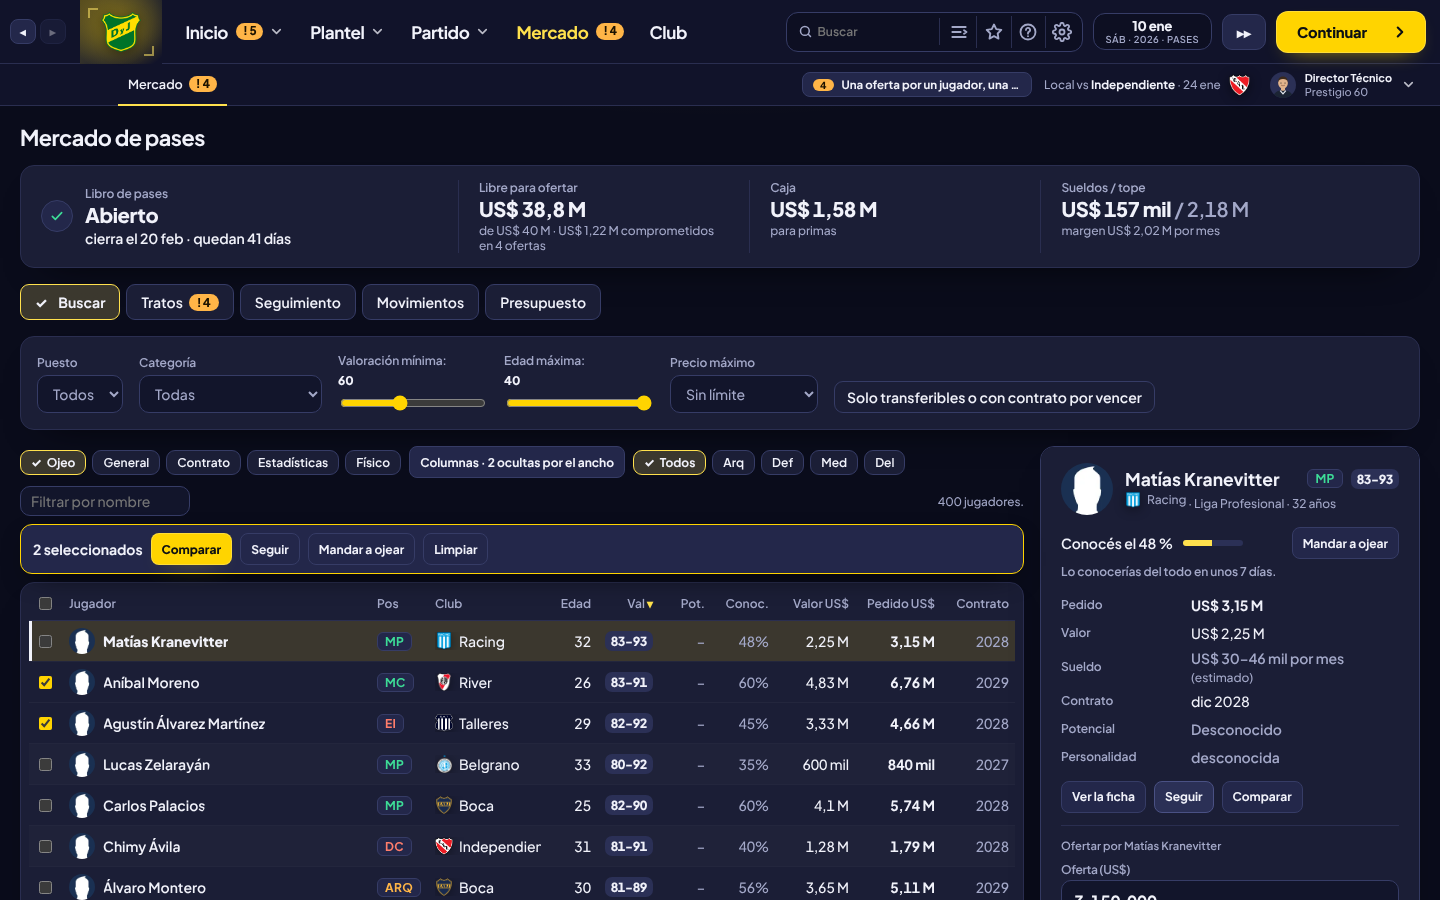 Inicio !5
Plantel
Partido
Mercado !4
Club
Buscar
10 ene
SÁB · 2026 · PASES
Continuar
Mercado !4
4 Una oferta por un jugador, una ...
Local vs Independiente · 24 ene
Director Técnico
Prestigio 60
Mercado de pases
Libro de pases
Abierto
cierra el 20 feb · quedan 41 días
Libre para ofertar
US$ 38,8 M
de US$ 40 M · US$ 1,22 M comprometidos
en 4 ofertas
Caja
US$ 1,58 M
para primas
Sueldos / tope
US$ 157 mil / 2,18 M
margen US$ 2,02 M por mes
Buscar
Tratos !4
Seguimiento
Movimientos
Presupuesto
Puesto
Todos
Categoría
Todas
Valoración mínima:
60
Edad máxima:
40
Precio máximo
Sin límite
Solo transferibles o con contrato por vencer
Ojeo
General
Contrato
Estadísticas
Físico
Columnas · 2 ocultas por el ancho
Todos
Arq
Def
Med
Del
Filtrar por nombre
400 jugadores.
2 seleccionados
Comparar
Seguir
Mandar a ojear
Limpiar
Jugador Pos Club Edad Val▼ Pot. Conoc. Valor US$ Pedido US$ Contrato
Matías Kranevitter MP Racing 32 83–93 – 48% 2,25 M 3,15 M 2028
Aníbal Moreno MC River 26 83–91 – 60% 4,83 M 6,76 M 2029
Agustín Álvarez Martínez EI Talleres 29 82–92 – 45% 3,33 M 4,66 M 2028
Lucas Zelarayán MP Belgrano 33 80–92 – 35% 600 mil 840 mil 2027
Carlos Palacios MP Boca 25 82–90 – 60% 4,1 M 5,74 M 2028
Chimy Ávila DC Independier 31 81–91 – 40% 1,28 M 1,79 M 2028
Álvaro Montero ARQ Boca 30 81–89 – 56% 3,65 M 5,11 M 2029
Matías Kranevitter MP 83–93
Racing · Liga Profesional · 32 años
Conocés el 48 %
Mandar a ojear
Lo conocerías del todo en unos 7 días.
Pedido US$ 3,15 M
Valor US$ 2,25 M
Sueldo US$ 30–46 mil por mes
(estimado)
Contrato dic 2028
Potencial Desconocido
Personalidad desconocida
Ver la ficha
Seguir
Comparar
Ofertar por Matías Kranevitter
Oferta (US$)
3.150.000